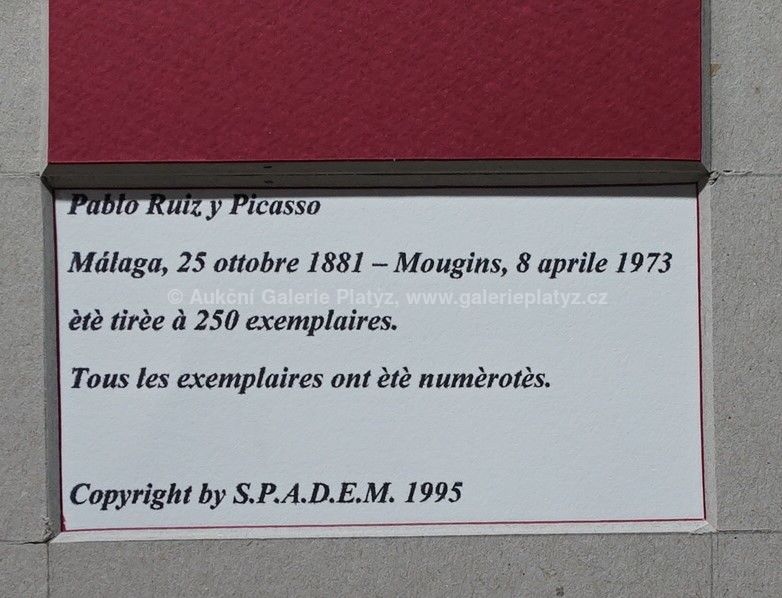 Pablo Ruiz y Picasso
Málaga, 25 ottobre 1881 – Mougins, 8 aprile 1973
© Aukční Galerie Platýz, www.galerieplatyz.cz
ètè tirèe à 250 exemplaires.
Tous les exemplaires ont ètè numèrotès.
Copyright by S.P.A.D.E.M. 1995